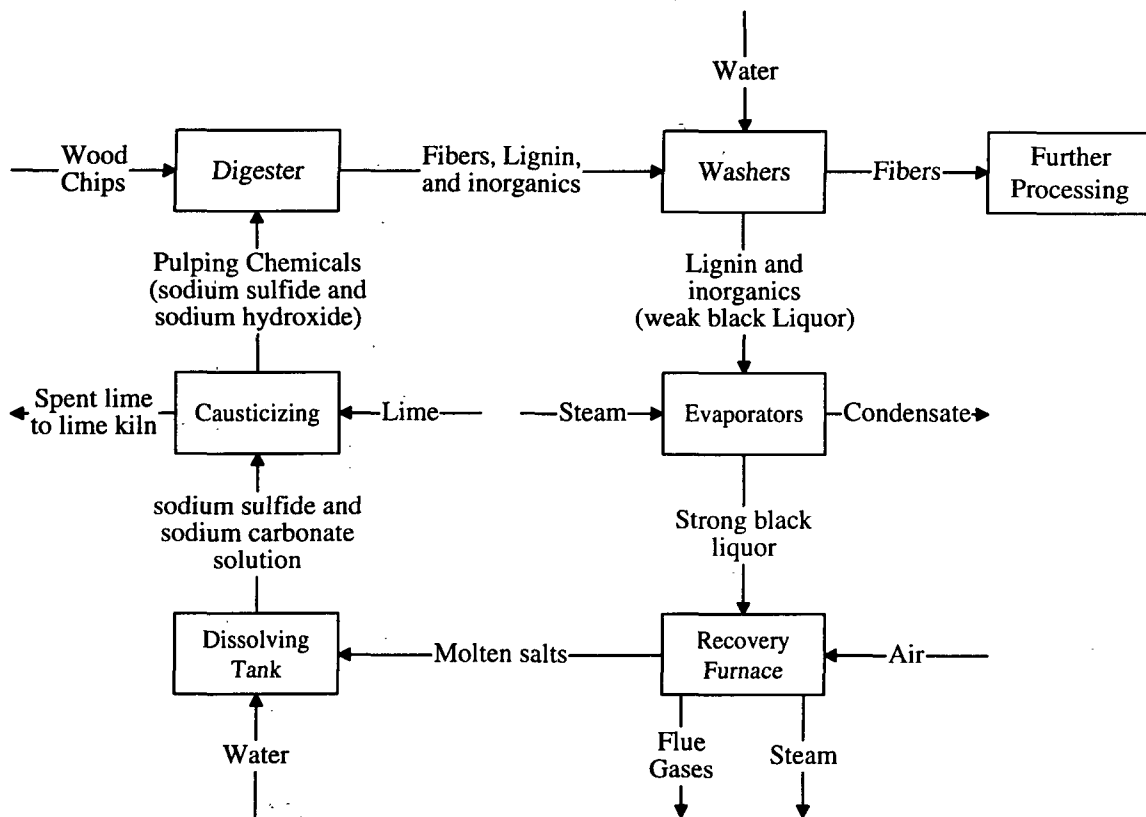 Water
Wood
Chips
Digester
Fibers, Lignin,
and inorganics
Washers
Fibers
Further
Processing
Pulping Chemicals
(sodium sulfide and
sodium hydroxide)
Lignin and
inorganics
(weak black Liquor)
Spent lime
to lime kiln
Causticizing
Lime
Steam
Evaporators
Condensate
sodium sulfide and
sodium carbonate
solution
Strong black
liquor
Dissolving
Tank
Molten salts
Recovery
Furnace
Air
Water
Flue
Gases
Steam